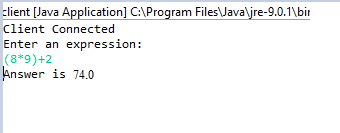 client [Java Application] C:\Program Files\Java\jre-9.0.1\bin
Client Connected
Enter an expression:
(8*9)+2
Answer is 74.0